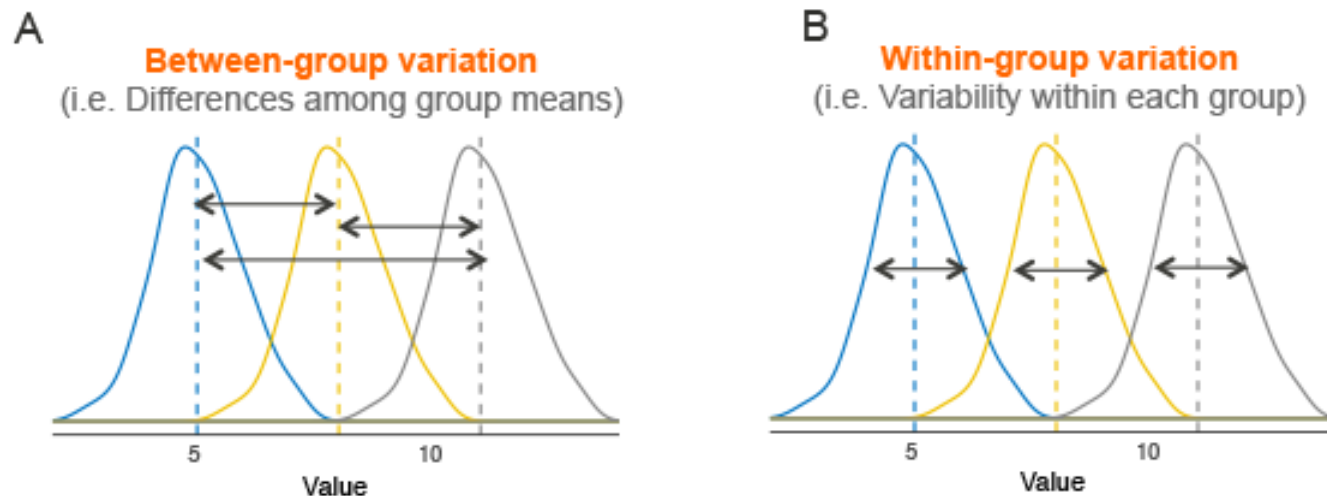 A
Between-group variation
(i.e. Differences among group means)
5 10
Value
B
Within-group variation
(i.e. Variability within each group)
5 10
Value